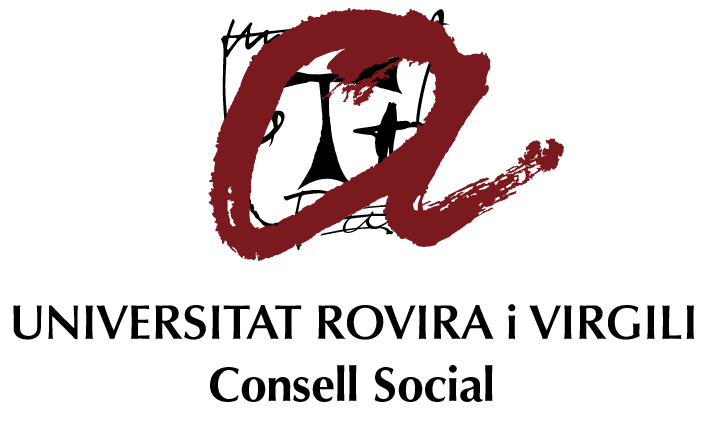 UNIVERSITAT ROVIRA i VIRGILI
Consell Social